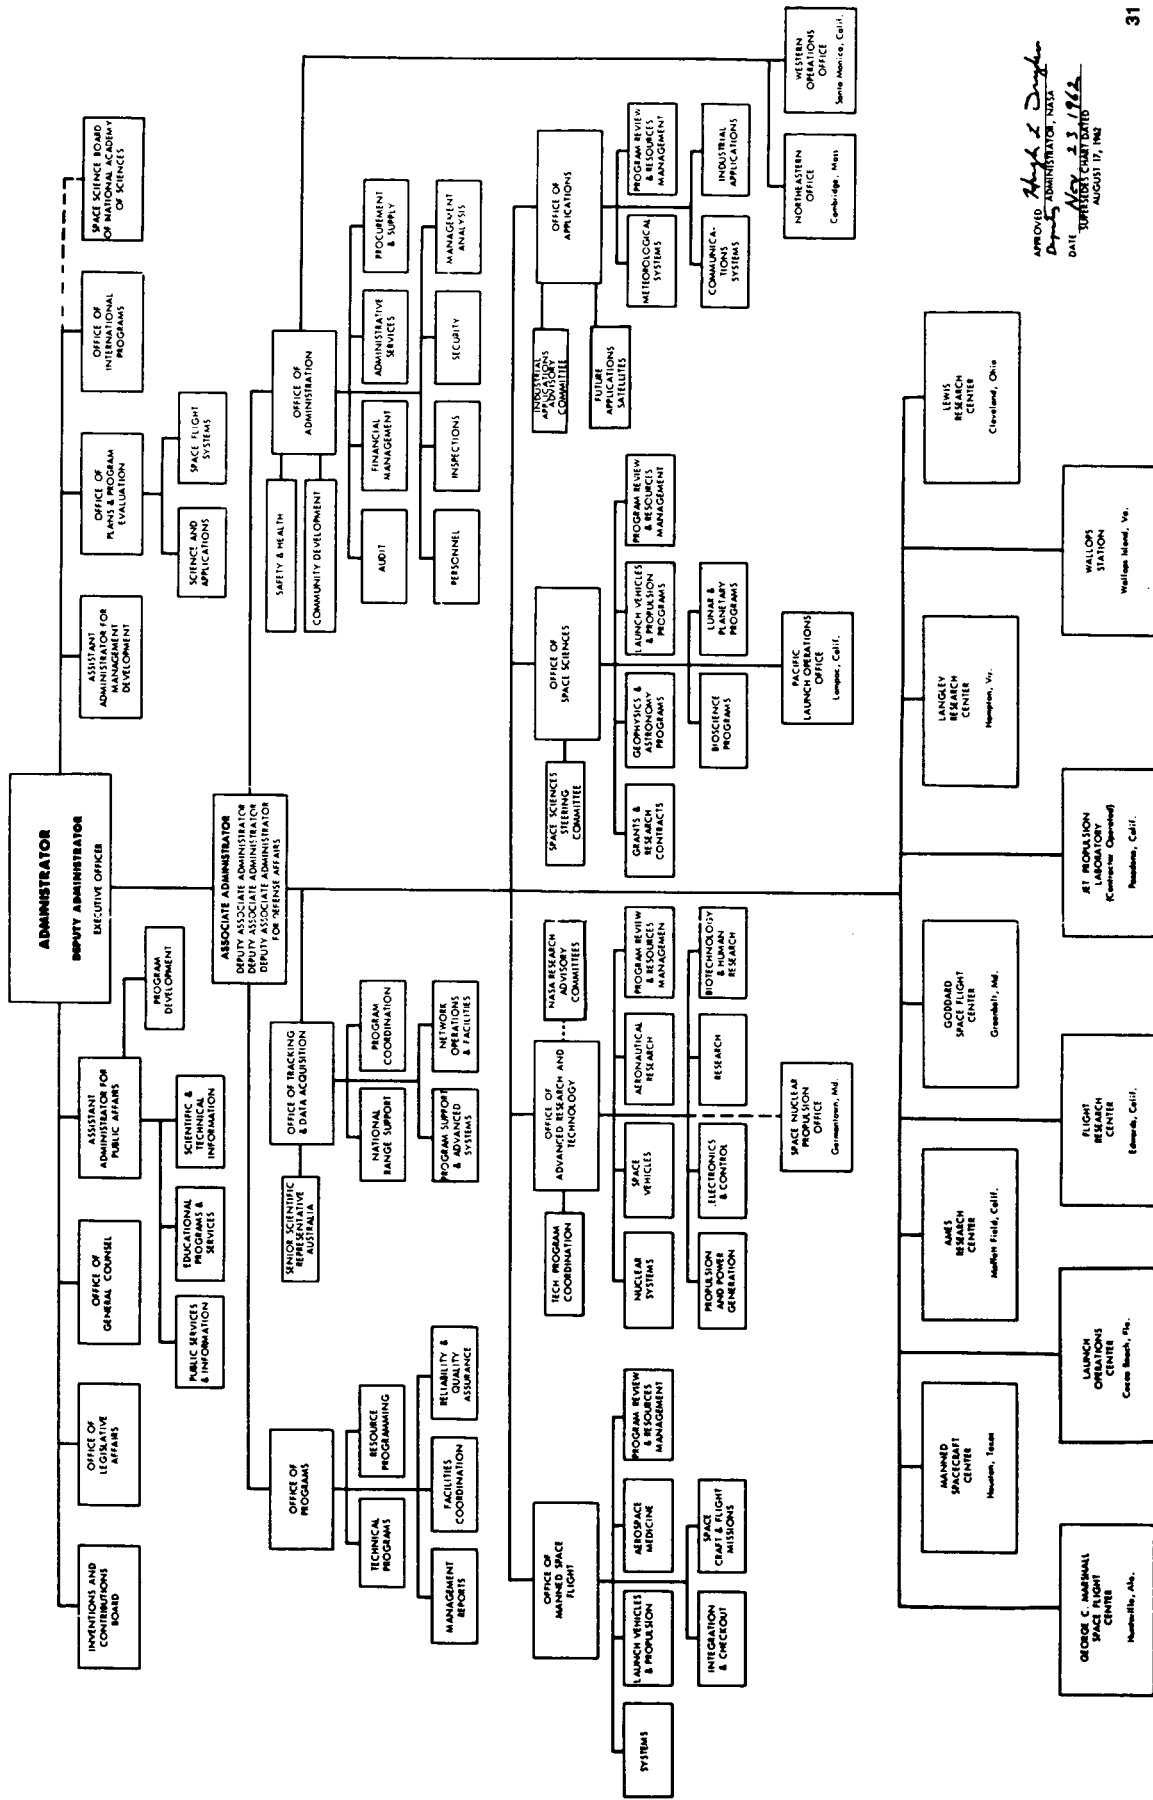 ADMINISTRATOR
DEPUTY ADMINISTRATOR
EXECUTIVE OFFICER
INVENTIONS AND
CONTRIBUTIONS
BOARD
OFFICE OF
LEGISLATIVE
AFFAIRS
OFFICE OF
GENERAL COUNSEL
ASSISTANT
ADMINISTRATOR FOR
PUBLIC AFFAIRS
ASSISTANT
ADMINISTRATOR FOR
MANAGEMENT
DEVELOPMENT
OFFICE OF
PLANS & PROGRAM
EVALUATION
OFFICE OF
INTERNATIONAL
PROGRAMS
SPACE SCIENCE BOARD
OF NATIONAL ACADEMY
OF SCIENCES
PROGRAM
DEVELOPMENT
PUBLIC SERVICES
& INFORMATION
EDUCATIONAL
PROGRAMS &
SERVICES
SCIENTIFIC &
TECHNICAL
INFORMATION
SCIENCE AND
APPLICATIONS
SPACE FLIGHT
SYSTEMS
ASSOCIATE ADMINISTRATOR
DEPUTY ASSOCIATE ADMINISTRATOR
DEPUTY ASSOCIATE ADMINISTRATOR
DEPUTY ASSOCIATE ADMINISTRATOR
FOR DEFENSE AFFAIRS
OFFICE OF
PROGRAMS
TECHNICAL
PROGRAMS
RESOURCE
PROGRAMMING
MANAGEMENT
REPORTS
FACILITIES
COORDINATION
RELIABILITY &
QUALITY
ASSURANCE
OFFICE OF TRACKING
& DATA ACQUISITION
SENIOR SCIENTIFIC
REPRESENTATIVE
AUSTRALIA
NATIONAL
RANGE SUPPORT
PROGRAM
COORDINATION
PROGRAM SUPPORT
& ADVANCED
SYSTEMS
NETWORK
OPERATIONS
& FACILITIES
OFFICE OF
ADMINISTRATION
SAFETY & HEALTH
COMMUNITY DEVELOPMENT
AUDIT
FINANCIAL
MANAGEMENT
ADMINISTRATIVE
SERVICES
PROCUREMENT
& SUPPLY
PERSONNEL
INSPECTIONS
SECURITY
MANAGEMENT
ANALYSIS
OFFICE OF
MANNED SPACE
FLIGHT
SYSTEMS
LAUNCH VEHICLES
& PROPULSION
AEROSPACE
MEDICINE
PROGRAM REVIEW
& RESOURCES
MANAGEMENT
INTEGRATION
& CHECKOUT
SPACE
CRAFT & FLIGHT
MISSIONS
OFFICE OF
ADVANCED RESEARCH AND
TECHNOLOGY
TECH PROGRAM
COORDINATION
NASA RESEARCH
ADVISORY
COMMITTEES
NUCLEAR
SYSTEMS
SPACE
VEHICLES
AERONAUTICAL
RESEARCH
PROGRAM REVIEW
& RESOURCES
MANAGEMEN
PROPULSION
AND POWER
GENERATION
ELECTRONICS
& CONTROL
RESEARCH
BIOTECHNOLOGY
& HUMAN
RESEARCH
SPACE NUCLEAR
PROPULSION
OFFICE
Germantown, Md.
OFFICE OF
SPACE SCIENCES
SPACE SCIENCES
STEERING
COMMITTEE
GRANTS &
RESEARCH
CONTRACTS
GEOPHYSICS &
ASTRONOMY
PROGRAMS
LAUNCH VEHICLES
& PROPULSION
PROGRAMS
PROGRAM REVIEW
& RESOURCES
MANAGEMENT
BIOSCIENCE
PROGRAMS
LUNAR &
PLANETARY
PROGRAMS
PACIFIC
LAUNCH OPERATIONS
OFFICE
Lompoc, Calif.
OFFICE OF
APPLICATIONS
INDUSTRIAL
APPLICATIONS
ADVISORY
COMMITTEE
FUTURE
APPLICATIONS
SATELLITES
METEOROLOGICAL
SYSTEMS
PROGRAM REVIEW
& RESOURCES
MANAGEMENT
COMMUNICA-
TIONS
SYSTEMS
INDUSTRIAL
APPLICATIONS
NORTHEASTERN
OFFICE
Cambridge, Mass
WESTERN
OPERATIONS
OFFICE
Santa Monica, Calif.
GEORGE C. MARSHALL
SPACE FLIGHT
CENTER
Huntsville, Ala.
MANNED
SPACECRAFT
CENTER
Houston, Texas
LAUNCH
OPERATIONS
CENTER
Cocoa Beach, Fla.
AMES
RESEARCH
CENTER
Moffett Field, Calif.
FLIGHT
RESEARCH
CENTER
Edwards, Calif.
GODDARD
SPACE FLIGHT
CENTER
Greenbelt, Md.
JET PROPULSION
LABORATORY
(Contractor Operated)
Pasadena, Calif.
LANGLEY
RESEARCH
CENTER
Hampton, Va.
WALLOPS
STATION
Wallops Island, Va.
LEWIS
RESEARCH
CENTER
Cleveland, Ohio
APPROVED Hugh L Dryden
Deputy ADMINISTRATOR, NASA
DATE Nov 23 1962
SUPERSEDES CHART DATED
AUGUST 17, 1962
31